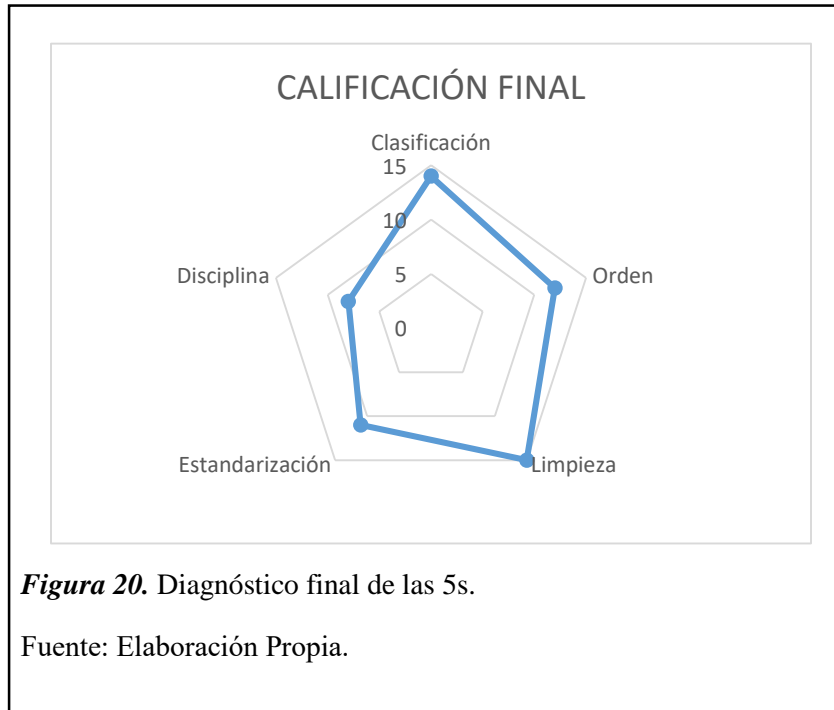 CALIFICACIÓN FINAL
Clasificación
15
10
5
0
Disciplina
Orden
Estandarización
Limpieza
Figura 20. Diagnóstico final de las 5s.
Fuente: Elaboración Propia.